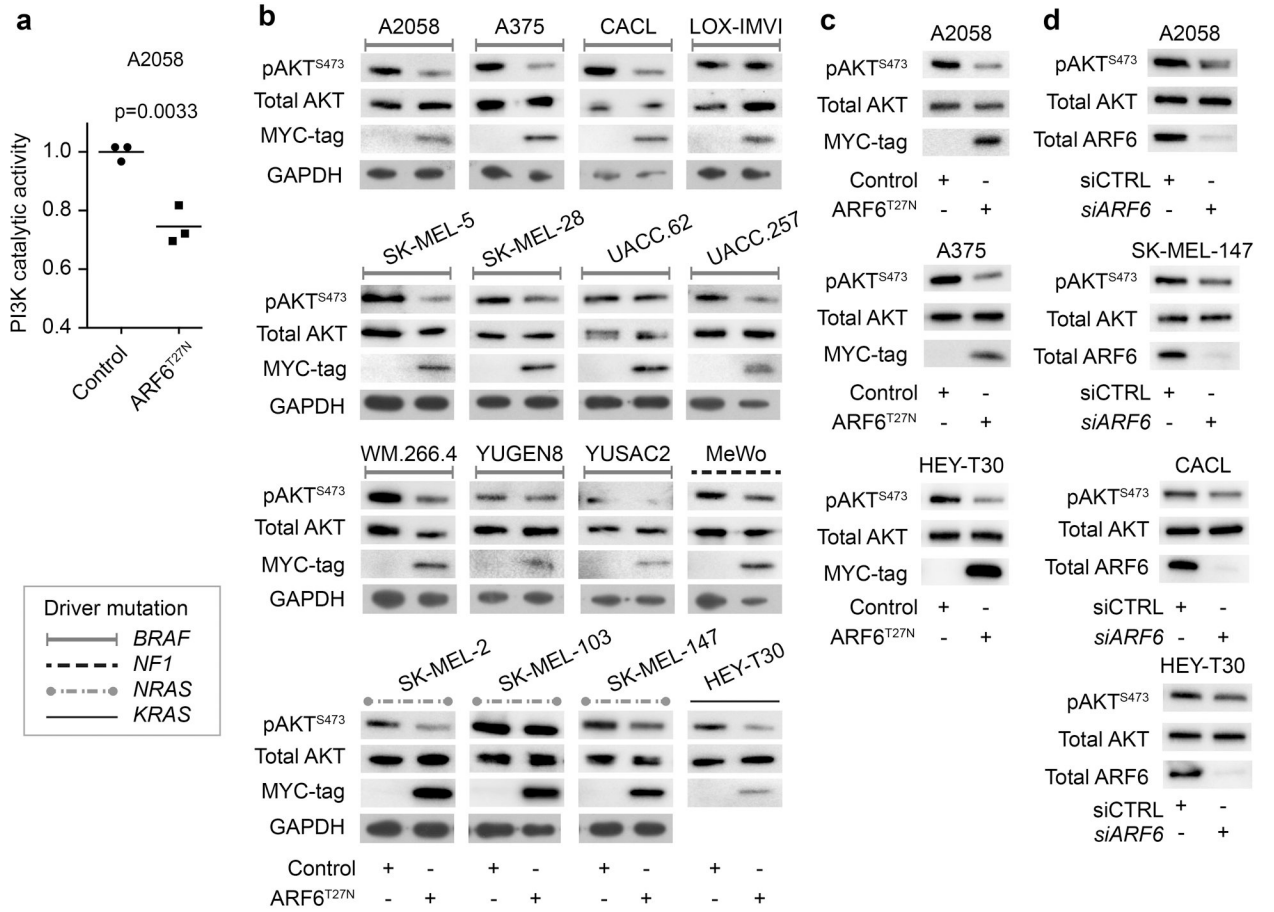 a
A2058
p=0.0033
PI3K catalytic activity
1.0
0.8
0.6
0.4
Control
ARF6T27N
Driver mutation
BRAF
NF1
NRAS
KRAS
b
A2058 A375 CACL LOX-IMVI
pAKTS473
Total AKT
MYC-tag
GAPDH
SK-MEL-5 SK-MEL-28 UACC.62 UACC.257
pAKTS473
Total AKT
MYC-tag
GAPDH
WM.266.4 YUGEN8 YUSAC2 MeWo
pAKTS473
Total AKT
MYC-tag
GAPDH
SK-MEL-2 SK-MEL-103 SK-MEL-147 HEY-T30
pAKTS473
Total AKT
MYC-tag
GAPDH
Control + - + - + - + -
ARF6T27N - + - + - + - +
c
A2058
pAKTS473
Total AKT
MYC-tag
Control + -
ARF6T27N - +
A375
pAKTS473
Total AKT
MYC-tag
Control + -
ARF6T27N - +
HEY-T30
pAKTS473
Total AKT
MYC-tag
Control + -
ARF6T27N - +
d
A2058
pAKTS473
Total AKT
Total ARF6
siCTRL + -
siARF6 - +
SK-MEL-147
pAKTS473
Total AKT
Total ARF6
siCTRL + -
siARF6 - +
CACL
pAKTS473
Total AKT
Total ARF6
siCTRL + -
siARF6 - +
HEY-T30
pAKTS473
Total AKT
Total ARF6
siCTRL + -
siARF6 - +